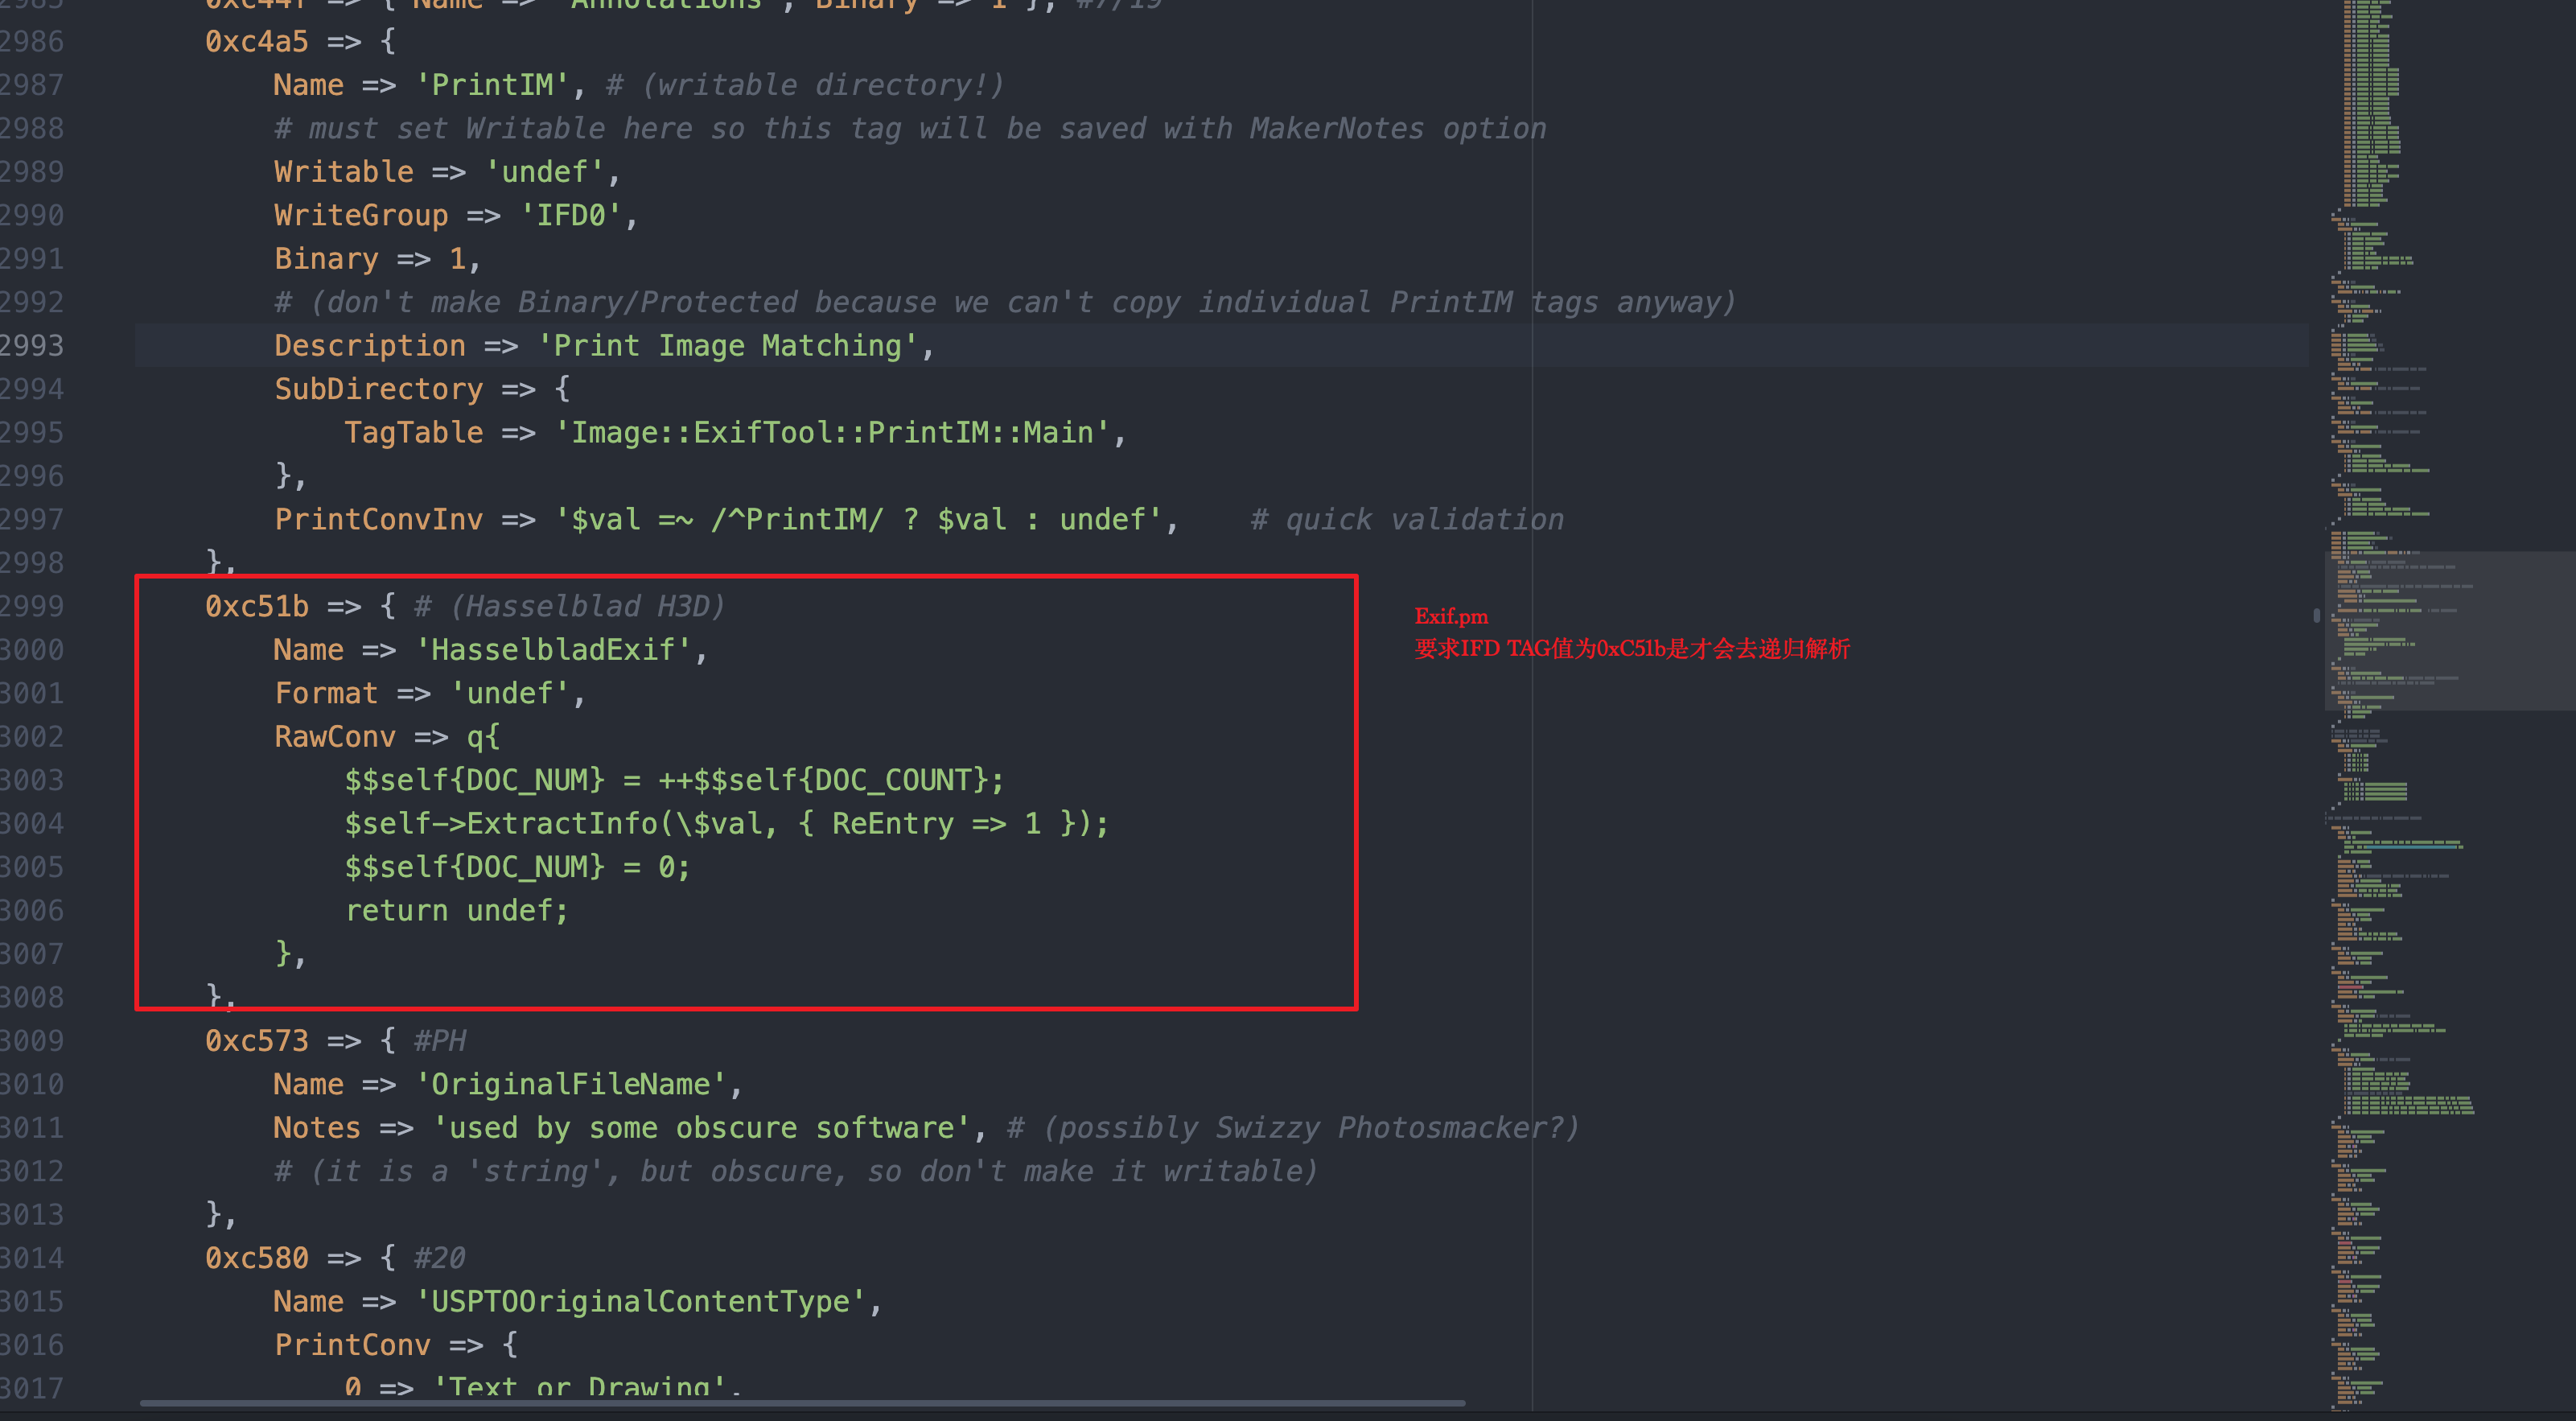 2985 0xc44f => { Name => 'Annotations', Binary => 1 }, #7/19
2986 0xc4a5 => {
2987 Name => 'PrintIM', # (writable directory!)
2988 # must set Writable here so this tag will be saved with MakerNotes option
2989 Writable => 'undef',
2990 WriteGroup => 'IFD0',
2991 Binary => 1,
2992 # (don't make Binary/Protected because we can't copy individual PrintIM tags anyway)
2993 Description => 'Print Image Matching',
2994 SubDirectory => {
2995 TagTable => 'Image::ExifTool::PrintIM::Main',
2996 },
2997 PrintConvInv => '$val =~ /^PrintIM/ ? $val : undef', # quick validation
2998 },
2999 0xc51b => { # (Hasselblad H3D)
Exif.pm
3000 Name => 'HasselbladExif',
要求IFD TAG值为0xC51b是才会去递归解析
3001 Format => 'undef',
3002 RawConv => q{
3003 $$self{DOC_NUM} = ++$$self{DOC_COUNT};
3004 $self->ExtractInfo(\$val, { ReEntry => 1 });
3005 $$self{DOC_NUM} = 0;
3006 return undef;
3007 },
3008 },
3009 0xc573 => { #PH
3010 Name => 'OriginalFileName',
3011 Notes => 'used by some obscure software', # (possibly Swizzy Photosmacker?)
3012 # (it is a 'string', but obscure, so don't make it writable)
3013 },
3014 0xc580 => { #20
3015 Name => 'USPTOOriginalContentType',
3016 PrintConv => {
3017 0 => 'Text or Drawing',